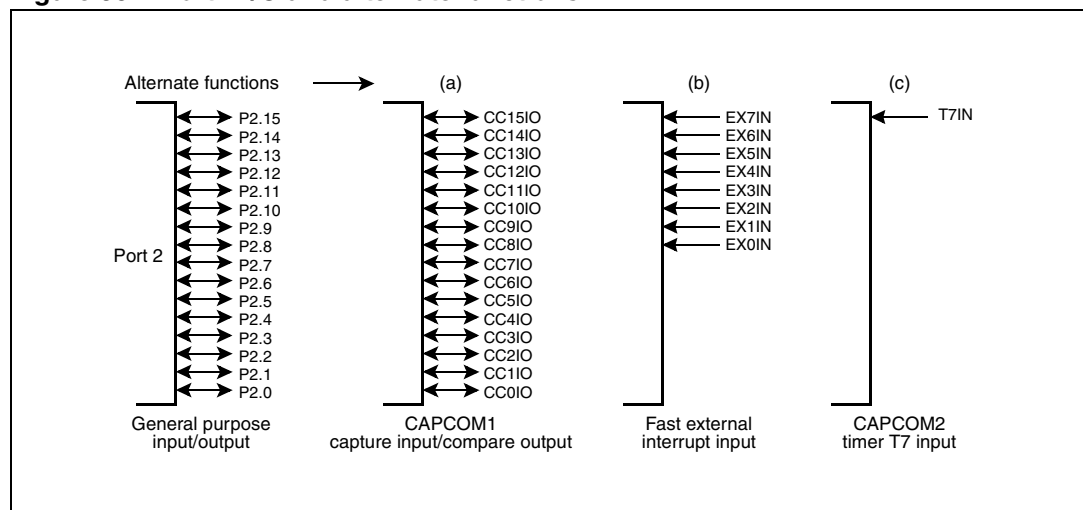 Alternate functions (a) (b) (c)
P2.15 CC15IO EX7IN T7IN
P2.14 CC14IO EX6IN
P2.13 CC13IO EX5IN
P2.12 CC12IO EX4IN
P2.11 CC11IO EX3IN
P2.10 CC10IO EX2IN
P2.9 CC9IO EX1IN
P2.8 CC8IO EX0IN
Port 2
P2.7 CC7IO
P2.6 CC6IO
P2.5 CC5IO
P2.4 CC4IO
P2.3 CC3IO
P2.2 CC2IO
P2.1 CC1IO
P2.0 CC0IO
General purpose CAPCOM1 Fast external CAPCOM2
input/output capture input/compare output interrupt input timer T7 input